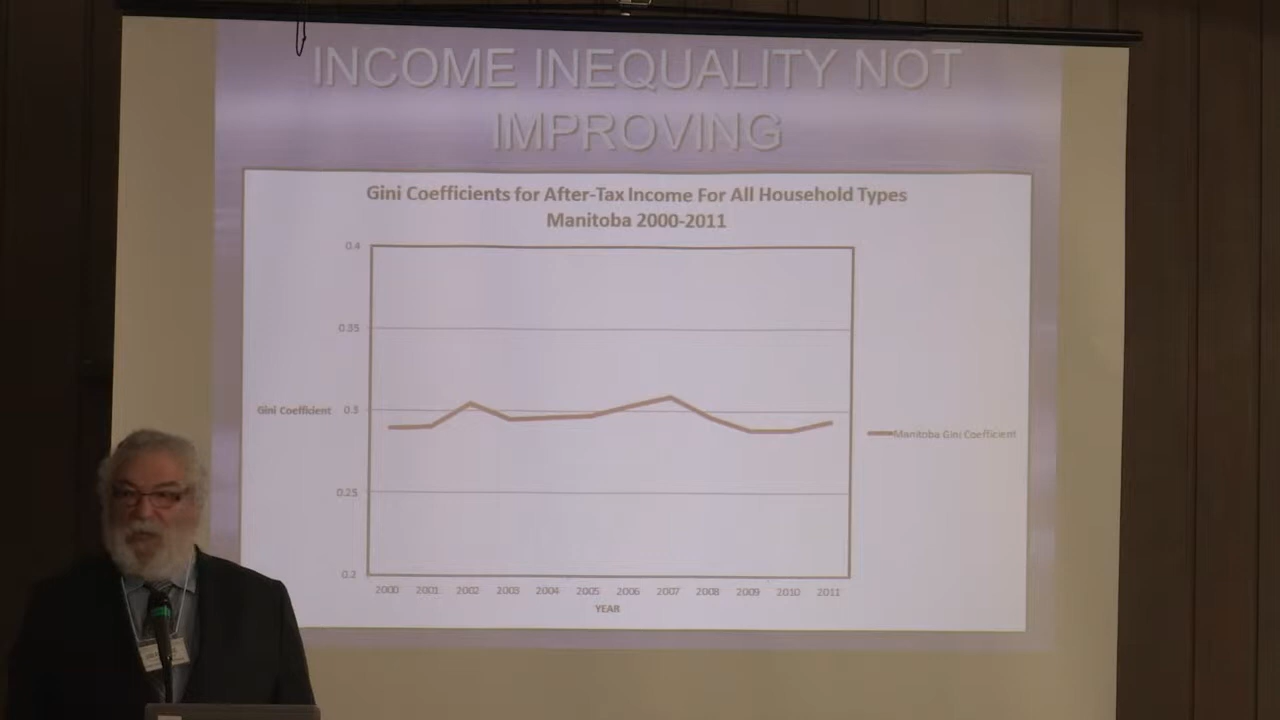 INCOME INEQUALITY NOT
IMPROVING
Gini Coefficients for After-Tax Income For All Household Types
Manitoba 2000-2011
0.4
0.35
Gini Coefficient 0.3
Manitoba Gini Coefficient
0.25
0.2
2000 2001 2002 2003 2004 2005 2006 2007 2008 2009 2010 2011
YEAR